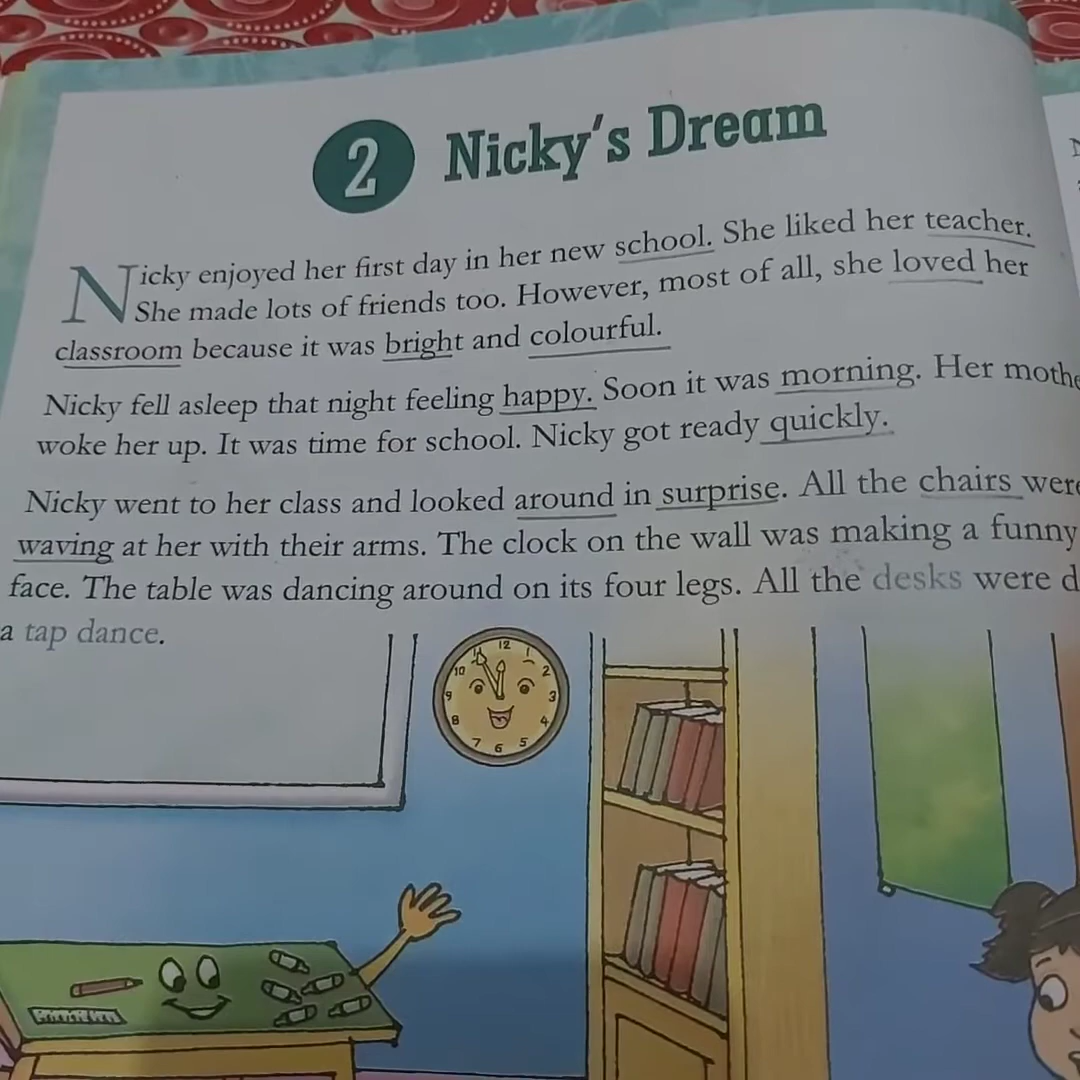 2 Nicky's Dream
Nicky enjoyed her first day in her new school. She liked her teacher.
She made lots of friends too. However, most of all, she loved her
classroom because it was bright and colourful.
Nicky fell asleep that night feeling happy. Soon it was morning. Her mothe
woke her up. It was time for school. Nicky got ready quickly.
Nicky went to her class and looked around in surprise. All the chairs were
waving at her with their arms. The clock on the wall was making a funny
face. The table was dancing around on its four legs. All the desks were d
a tap dance.
12
1
2
3
4
5
6
7
8
9
10